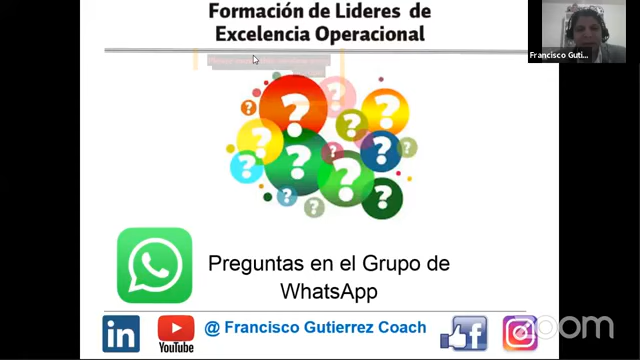 Formación de Lideres de
Excelencia Operacional
Francisco Guti...
? ? ? ? ? ? ? ? ? ? ? ?
Preguntas en el Grupo de
WhatsApp
@ Francisco Gutierrez Coach
in
YouTube
f
zoom